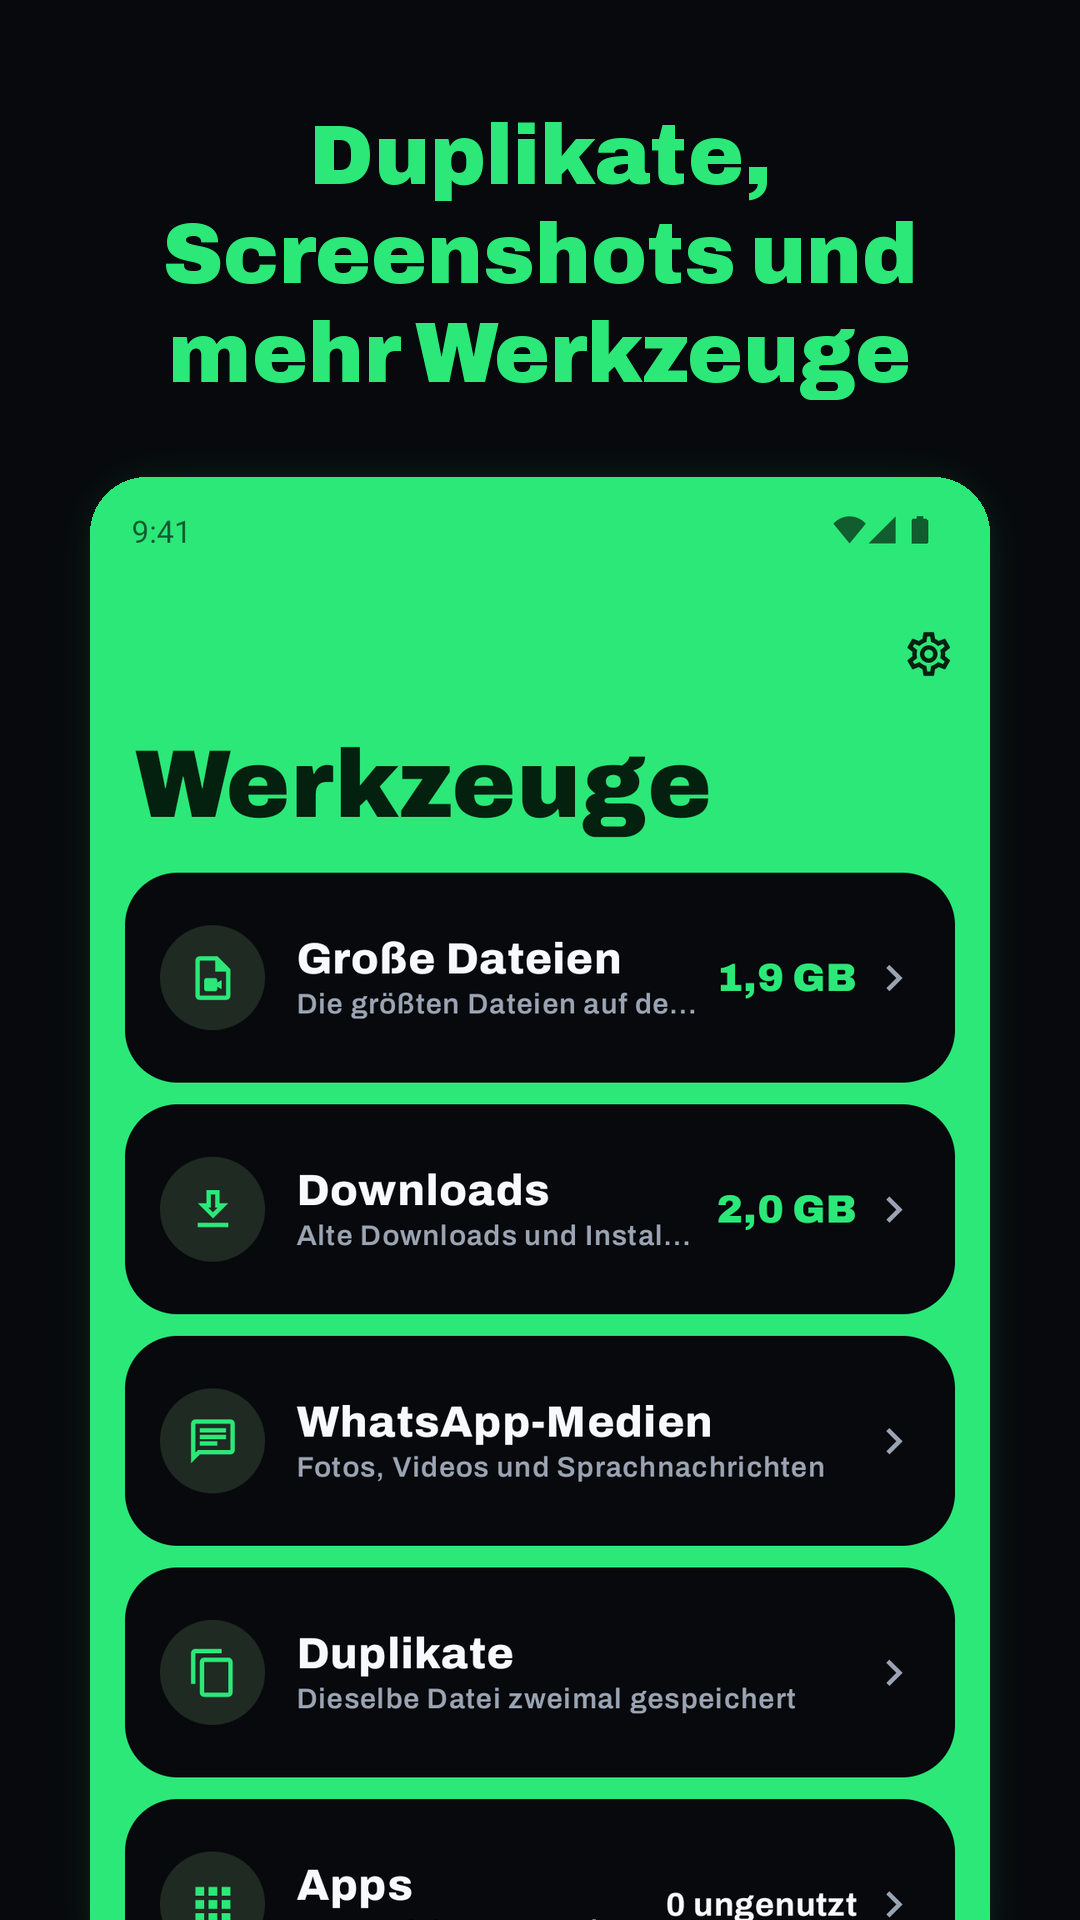 Duplikate,
Screenshots und
mehr Werkzeuge
9:41
Werkzeuge
Große Dateien
Die größten Dateien auf de...
1,9 GB
Downloads
Alte Downloads und Instal...
2,0 GB
WhatsApp-Medien
Fotos, Videos und Sprachnachrichten
Duplikate
Dieselbe Datei zweimal gespeichert
Apps
0 ungenutzt